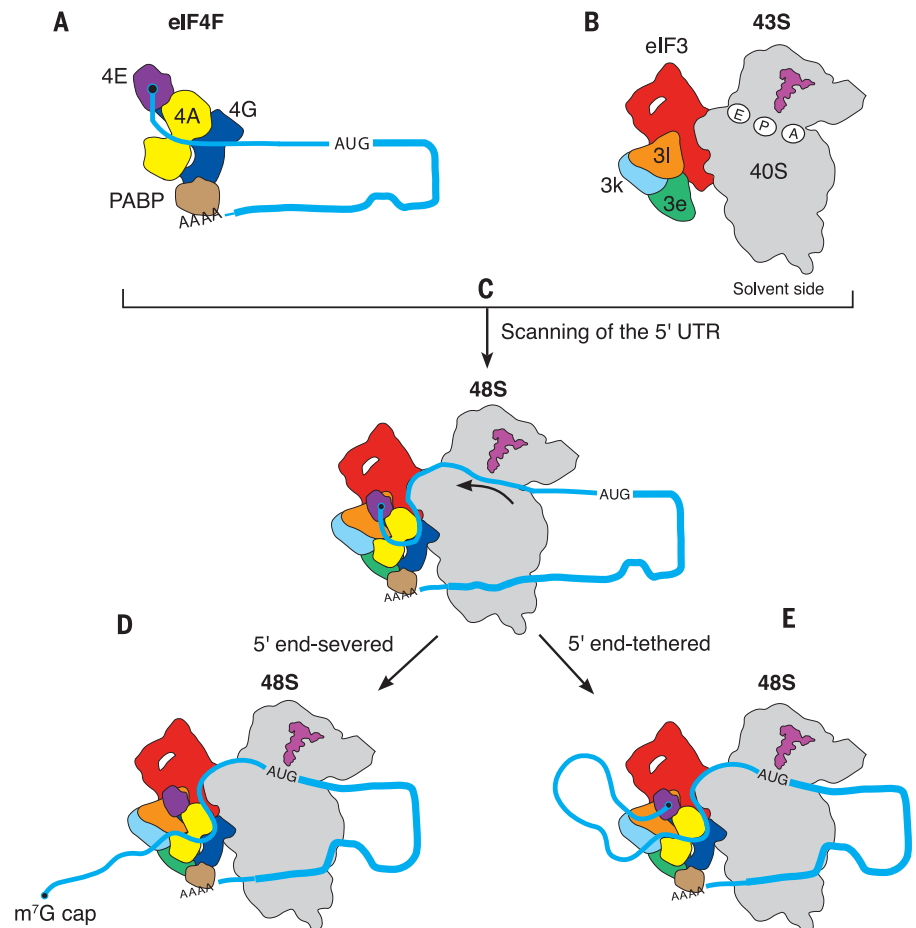 A
eIF4F
4E
4A
4G
AUG
PABP
AAAA
B
43S
eIF3
E
P
A
3l
3k
3e
40S
Solvent side
C
Scanning of the 5' UTR
48S
AUG
AAAA
D
5' end-severed
5' end-tethered
E
48S
AUG
AAAA
m⁷G cap
48S
AUG
AAAA